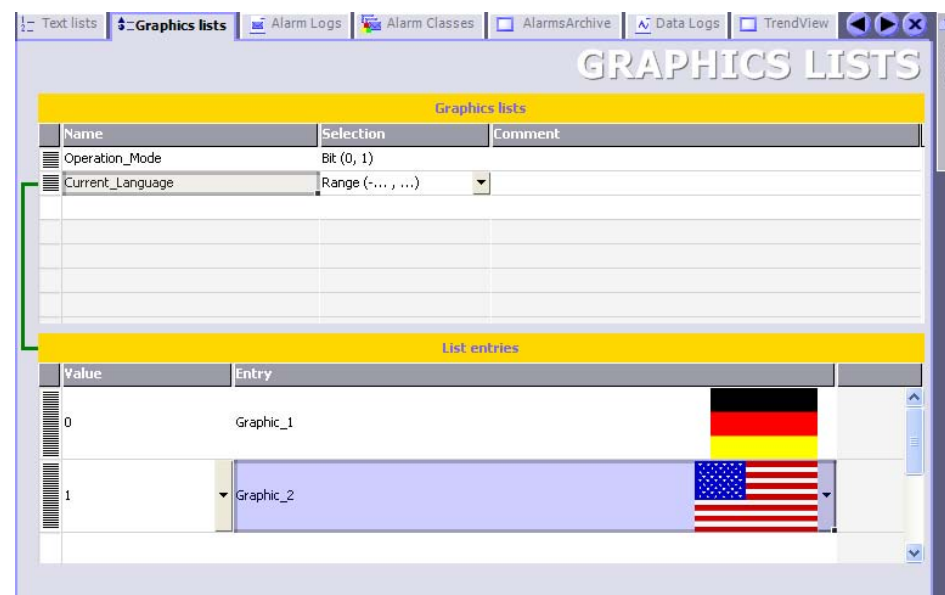 Text lists Graphics lists Alarm Logs Alarm Classes AlarmsArchive Data Logs TrendView
GRAPHICS LISTS
Graphics lists
Name Selection Comment
Operation_Mode Bit (0, 1)
Current_Language Range (-... , ...)
List entries
Value Entry
0 Graphic_1
1 Graphic_2